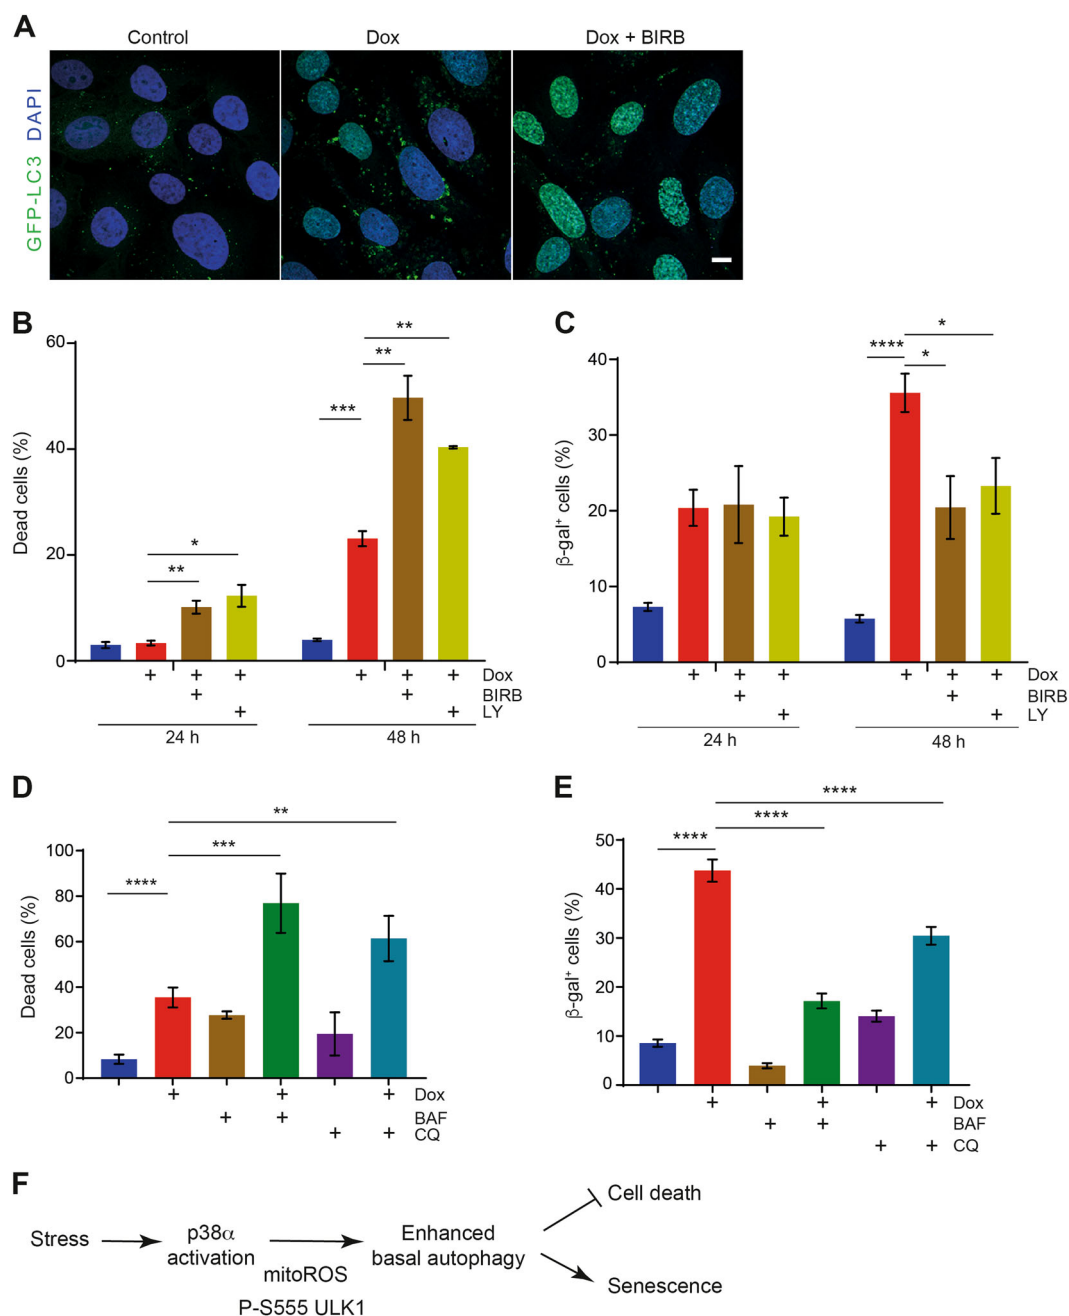 A
Control Dox Dox + BIRB
GFP-LC3 DAPI
B
Dead cells (%)
60
40
20
0
** 
**
***
*
**
+ + + + + + Dox
+ + BIRB
+ + LY
24 h 48 h
C
β-gal⁺ cells (%)
40
30
20
10
0
*
**** *
+ + + + + + Dox
+ + BIRB
+ + LY
24 h 48 h
D
Dead cells (%)
100
80
60
40
20
0
**
***
****
+ + + Dox
+ + BAF
+ + CQ
E
β-gal⁺ cells (%)
50
40
30
20
10
0
****
****
****
+ + + Dox
+ + BAF
+ + CQ
F
Stress
p38α
activation
mitoROS
P-S555 ULK1
Enhanced
basal autophagy
Cell death
Senescence